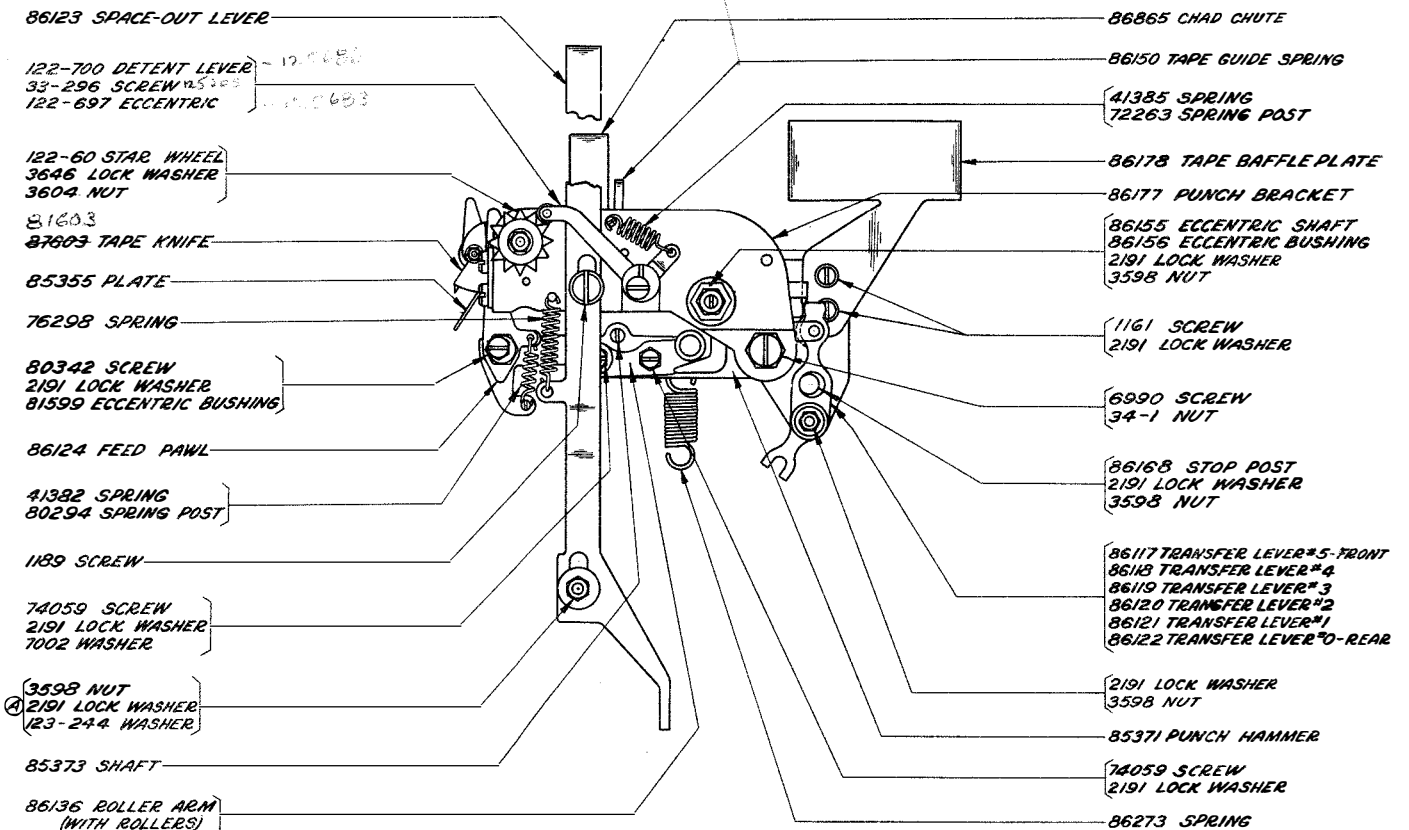 86123 SPACE-OUT LEVER
122-700 DETENT LEVER
33-296 SCREW
122-697 ECCENTRIC
122-60 STAR WHEEL
3646 LOCK WASHER
3604 NUT
81603
87603 TAPE KNIFE
85355 PLATE
76298 SPRING
80342 SCREW
2191 LOCK WASHER
81599 ECCENTRIC BUSHING
86124 FEED PAWL
41382 SPRING
80294 SPRING POST
1189 SCREW
74059 SCREW
2191 LOCK WASHER
7002 WASHER
A
3598 NUT
2191 LOCK WASHER
123-244 WASHER
85373 SHAFT
86136 ROLLER ARM
(WITH ROLLERS)
86865 CHAD CHUTE
86150 TAPE GUIDE SPRING
41385 SPRING
72263 SPRING POST
86178 TAPE BAFFLE PLATE
86177 PUNCH BRACKET
86155 ECCENTRIC SHAFT
86156 ECCENTRIC BUSHING
2191 LOCK WASHER
3598 NUT
1161 SCREW
2191 LOCK WASHER
6990 SCREW
34-1 NUT
86168 STOP POST
2191 LOCK WASHER
3598 NUT
86117 TRANSFER LEVER #5-FRONT
86118 TRANSFER LEVER #4
86119 TRANSFER LEVER #3
86120 TRANSFER LEVER #2
86121 TRANSFER LEVER #1
86122 TRANSFER LEVER #0-REAR
2191 LOCK WASHER
3598 NUT
85371 PUNCH HAMMER
74059 SCREW
2191 LOCK WASHER
86273 SPRING